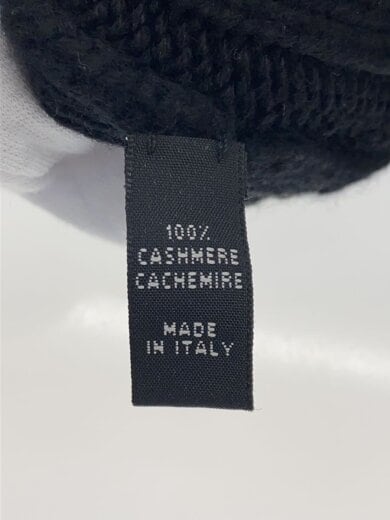 100%
CASHMERE
CACHEMIRE
MADE
IN ITALY